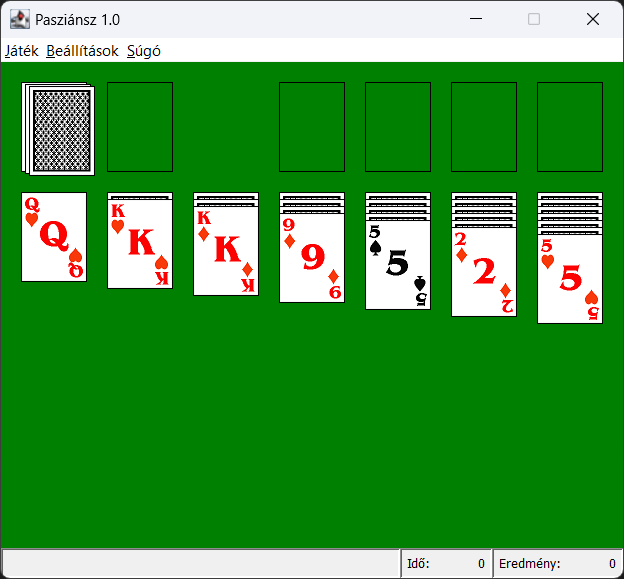 Pasziánsz 1.0
Játék Beállítások Súgó
Q Q Q
K K K
K K K
9 9 9
5 5 5
2 2 2
5 5 5
Idő: 0 Eredmény: 0